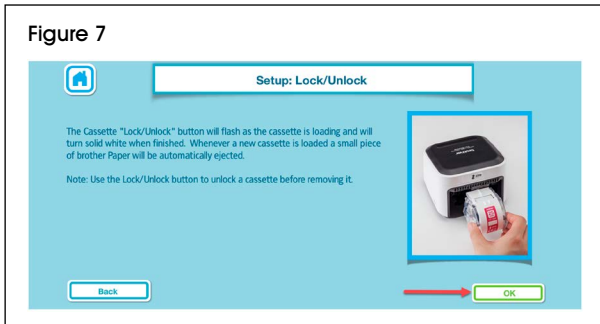 Figure 7
Setup: Lock/Unlock
The Cassette "Lock/Unlock" button will flash as the cassette is loading and will
turn solid white when finished. Whenever a new cassette is loaded a small piece
of brother Paper will be automatically ejected.
Note: Use the Lock/Unlock button to unlock a cassette before removing it.
Back
OK